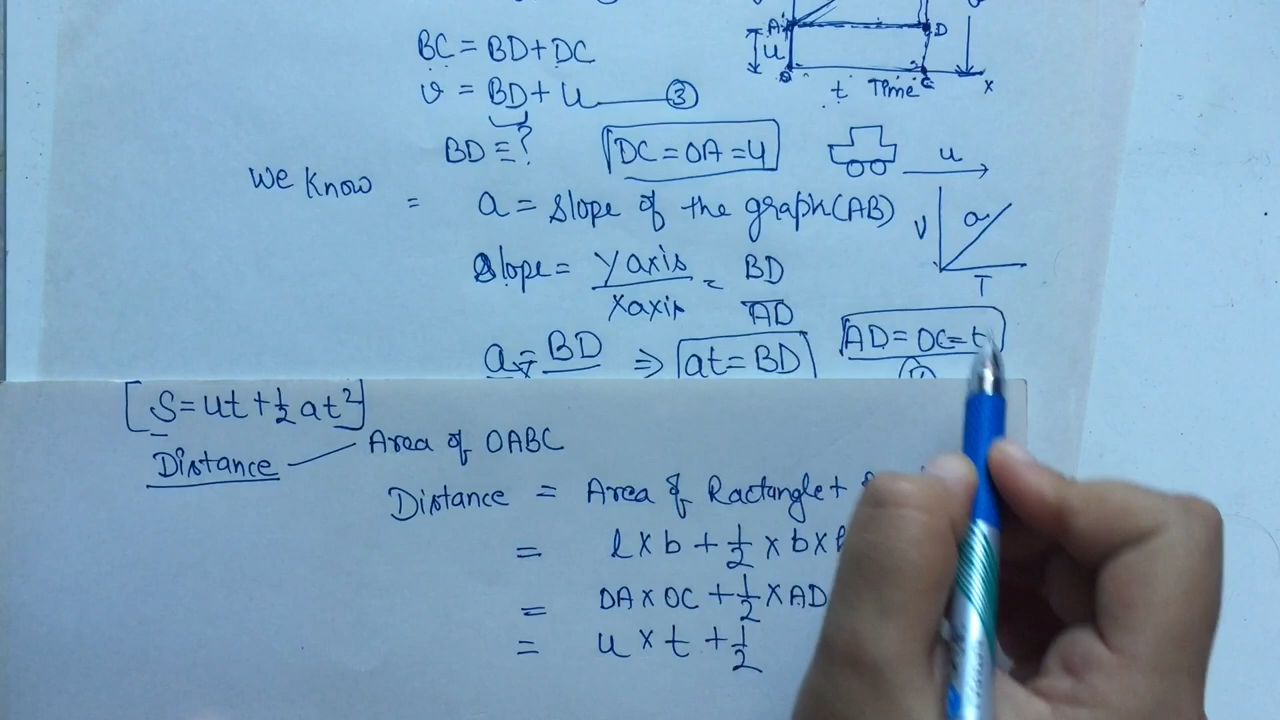 A
D
u
O
t Time C
x
BC = BD + DC
v = BD + u ③
BD = ?
DC = OA = u
u
We Know
= a = Slope of the graph (AB)
v
a
T
Slope = y axis / x axis = BD / AD
a = BD ⇒ at = BD
AD = OC = t
[S = ut + ½ at²]
Distance — Area of OABC
Distance = Area of Ractangle +
= l × b + ½ × b ×
= OA × OC + ½ × AD
= u × t + ½